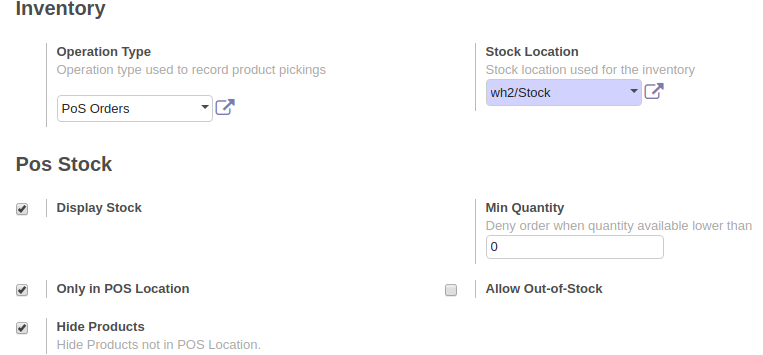 Inventory
Operation Type
Operation type used to record product pickings
PoS Orders
Stock Location
Stock location used for the inventory
wh2/Stock
Pos Stock
Display Stock
Min Quantity
Deny order when quantity available lower than
0
Only in POS Location
Allow Out-of-Stock
Hide Products
Hide Products not in POS Location.